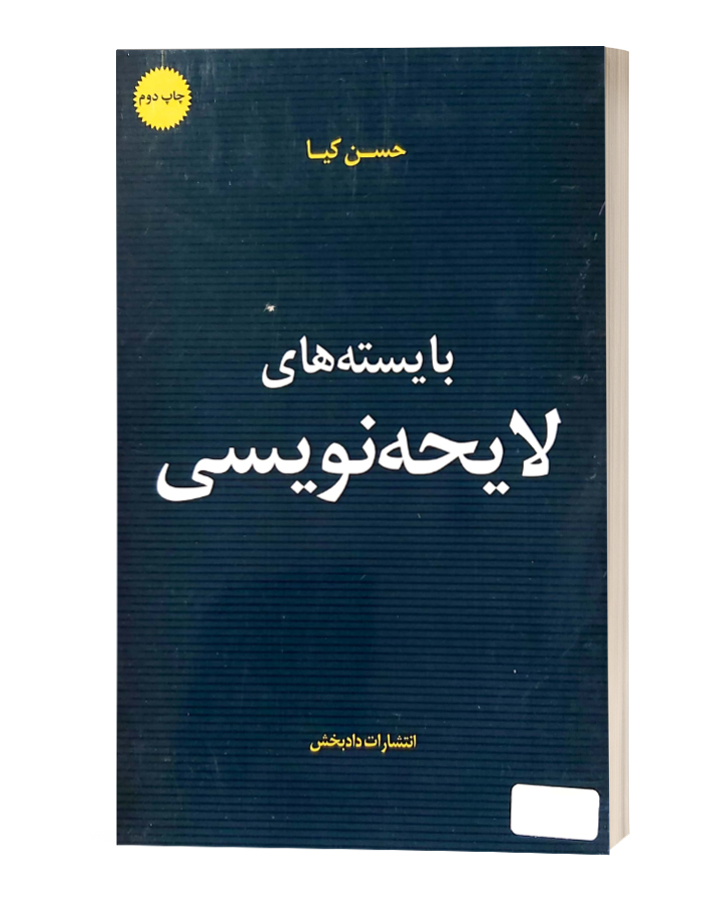 چاپ دوم
حسن کیا
بایسته‌های
لایحه‌نویسی
انتشارات دادبخش